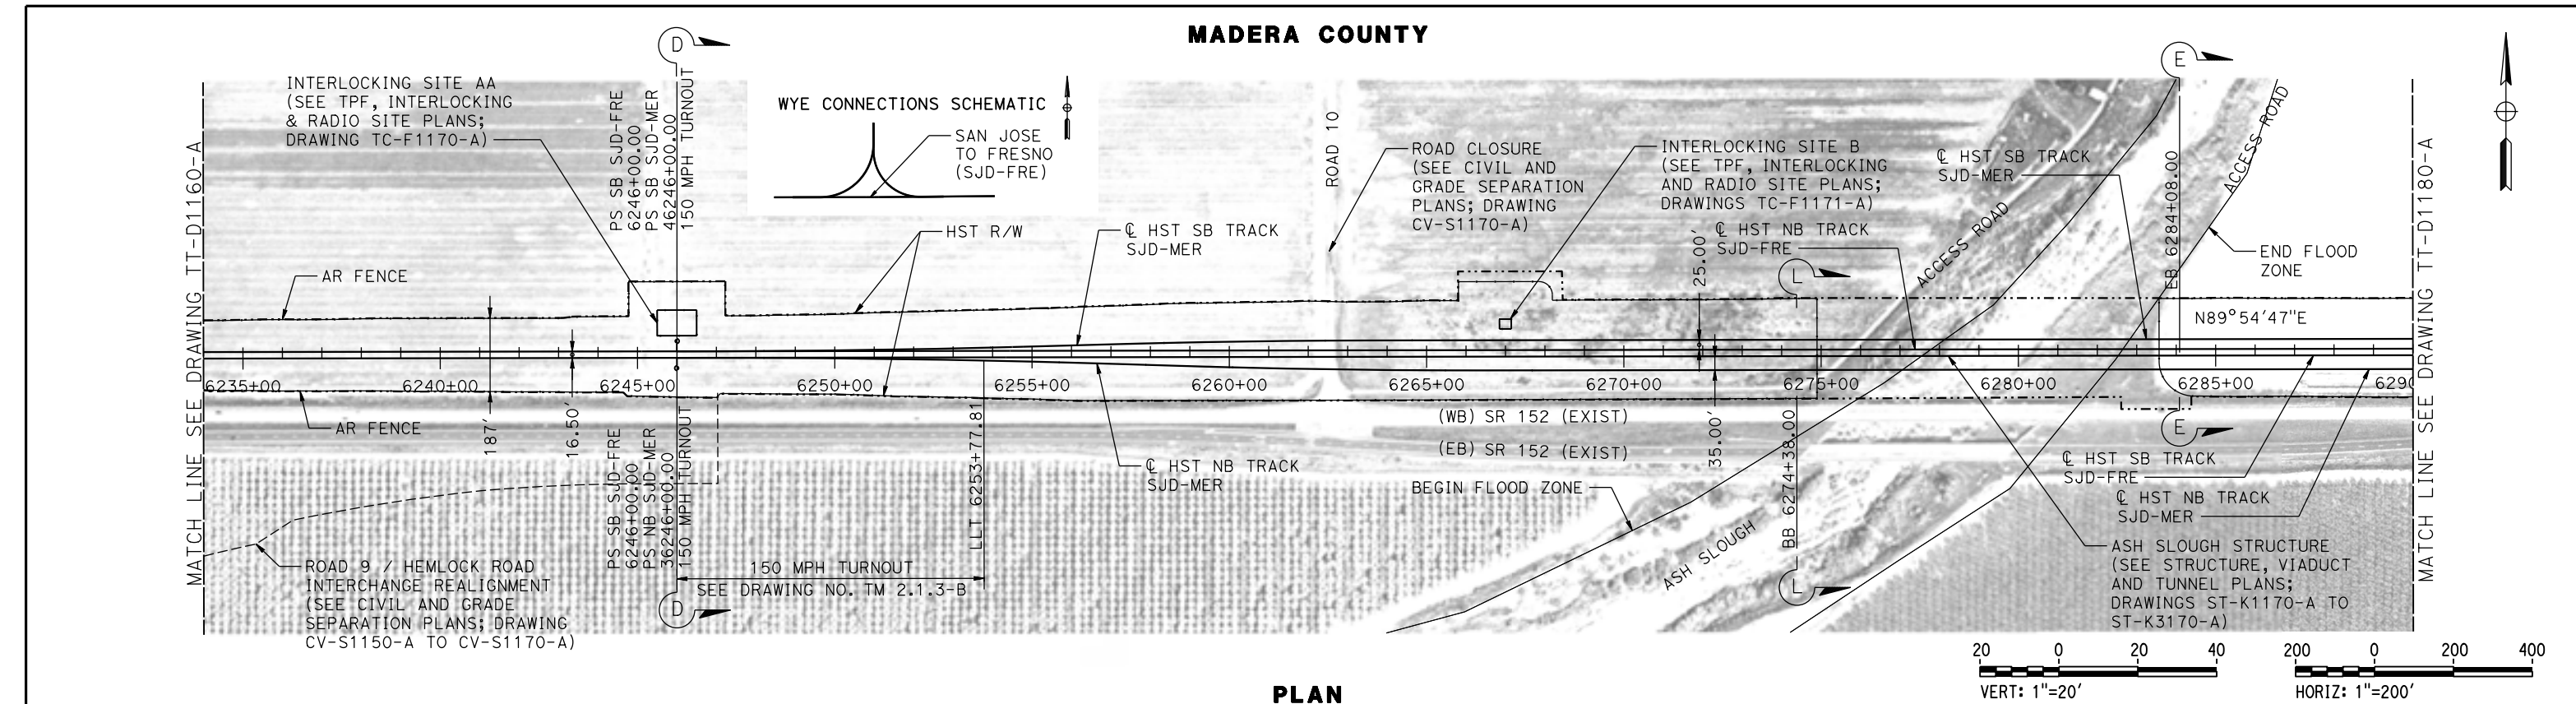 MADERA COUNTY
INTERLOCKING SITE AA
(SEE TPF, INTERLOCKING
& RADIO SITE PLANS;
DRAWING TC-F1170-A)
PS SB SJD-FRE
6246+00.00
PS SB SJD-MER
46246+00.00
150 MPH TURNOUT
D
WYE CONNECTIONS SCHEMATIC
SAN JOSE
TO FRESNO
(SJD-FRE)
ROAD 10
ROAD CLOSURE
(SEE CIVIL AND
GRADE SEPARATION
PLANS; DRAWING
CV-S1170-A)
INTERLOCKING SITE B
(SEE TPF, INTERLOCKING
AND RADIO SITE PLANS;
DRAWINGS TC-F1171-A)
℄ HST NB TRACK
SJD-FRE
℄ HST SB TRACK
SJD-MER
E
EB 6284+08.00
ACCESS ROAD
ACCESS ROAD
END FLOOD
ZONE
MATCH LINE SEE DRAWING TT-D1160-A
MATCH LINE SEE DRAWING TT-D1180-A
AR FENCE
HST R/W
℄ HST SB TRACK
SJD-MER
25.00'
L
N89°54'47"E
6235+00
6240+00
6245+00
6250+00
6255+00
6260+00
6265+00
6270+00
6275+00
6280+00
6285+00
6290
AR FENCE
187'
16.50'
PS SB SJD-FRE
6246+00.00
PS NB SJD-MER
36246+00.00
150 MPH TURNOUT
LLT 6253+77.81
℄ HST NB TRACK
SJD-MER
(WB) SR 152 (EXIST)
(EB) SR 152 (EXIST)
35.00'
BB 6274+38.00
E
BEGIN FLOOD ZONE
ASH SLOUGH
℄ HST SB TRACK
SJD-FRE
℄ HST NB TRACK
SJD-MER
ROAD 9 / HEMLOCK ROAD
INTERCHANGE REALIGNMENT
(SEE CIVIL AND GRADE
SEPARATION PLANS; DRAWING
CV-S1150-A TO CV-S1170-A)
150 MPH TURNOUT
SEE DRAWING NO. TM 2.1.3-B
D
L
ASH SLOUGH STRUCTURE
(SEE STRUCTURE, VIADUCT
AND TUNNEL PLANS;
DRAWINGS ST-K1170-A TO
ST-K3170-A)
20 0 20 40
VERT: 1"=20'
200 0 200 400
HORIZ: 1"=200'
PLAN